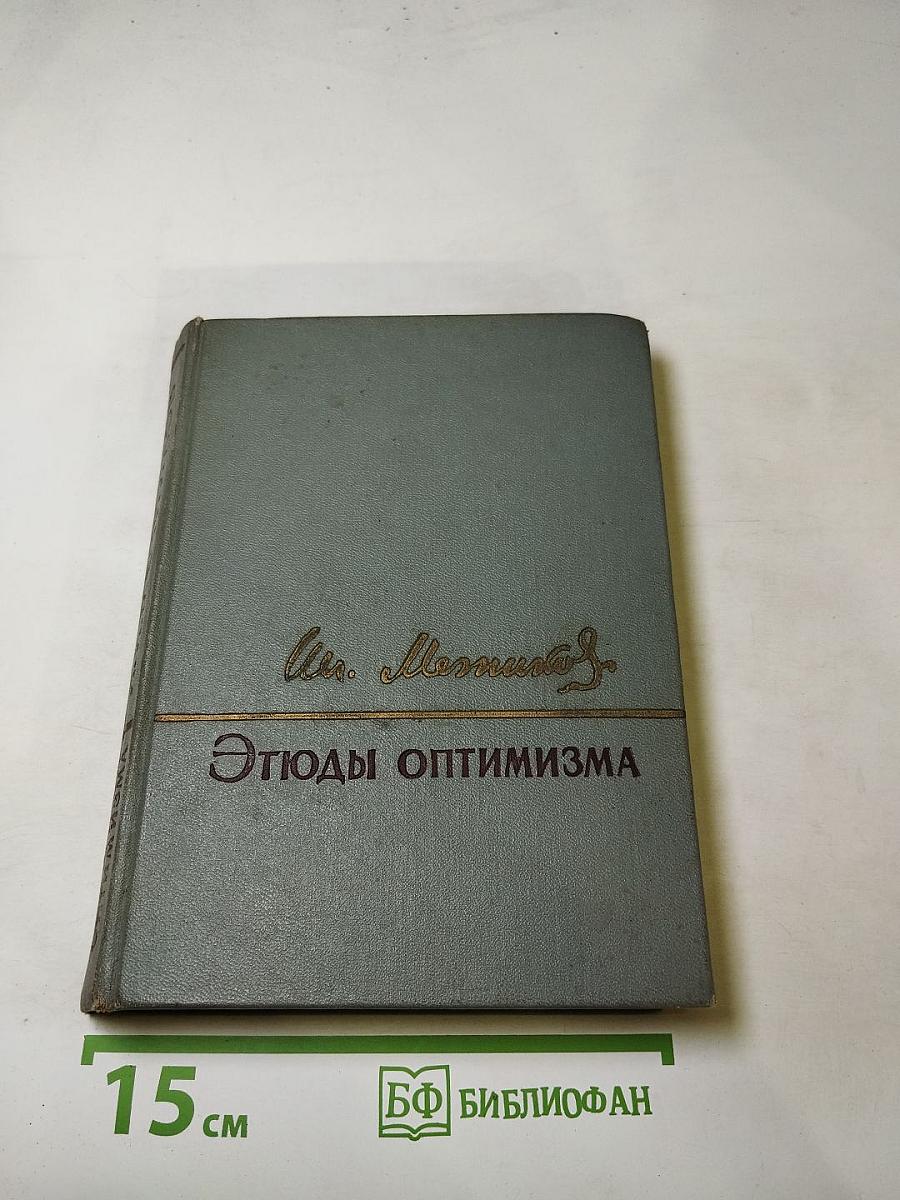 Ил. Мечников
Этюды оптимизма
15 см
БФ БИБЛИОФАН